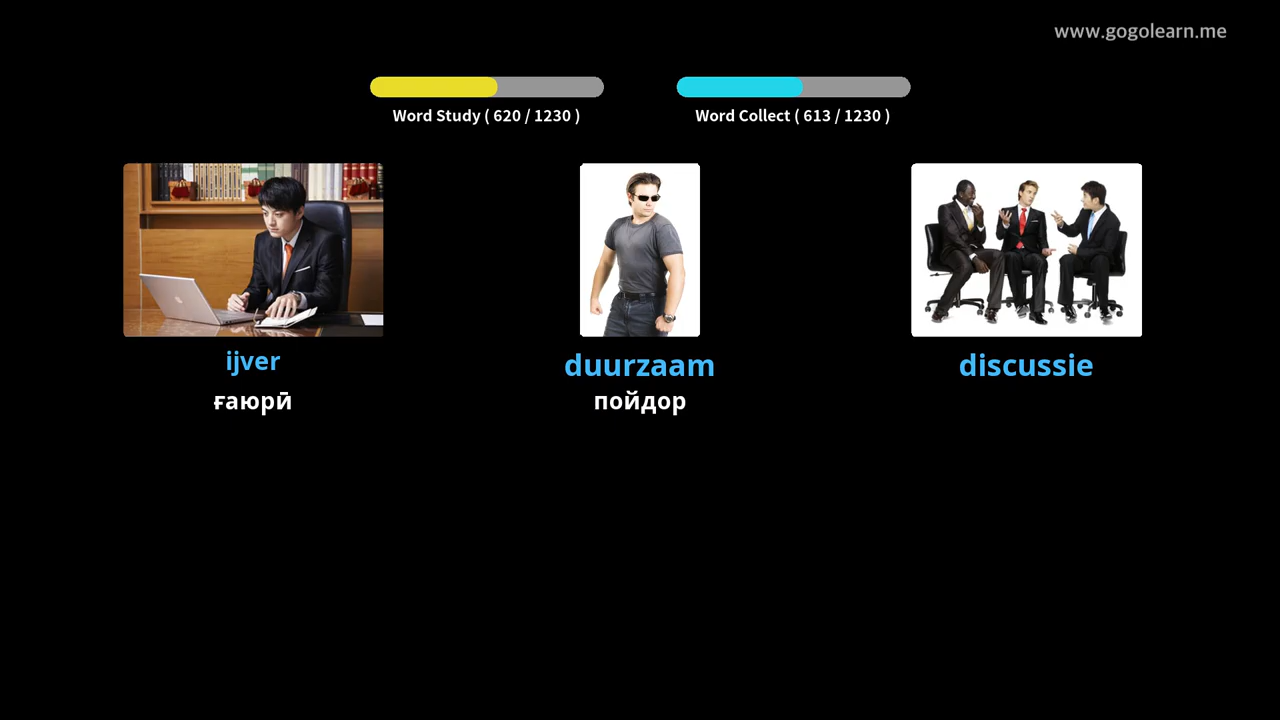 www.gogolearn.me
Word Study ( 620 / 1230 )
Word Collect ( 613 / 1230 )
ijver
ғаюрӣ
duurzaam
пойдор
discussie